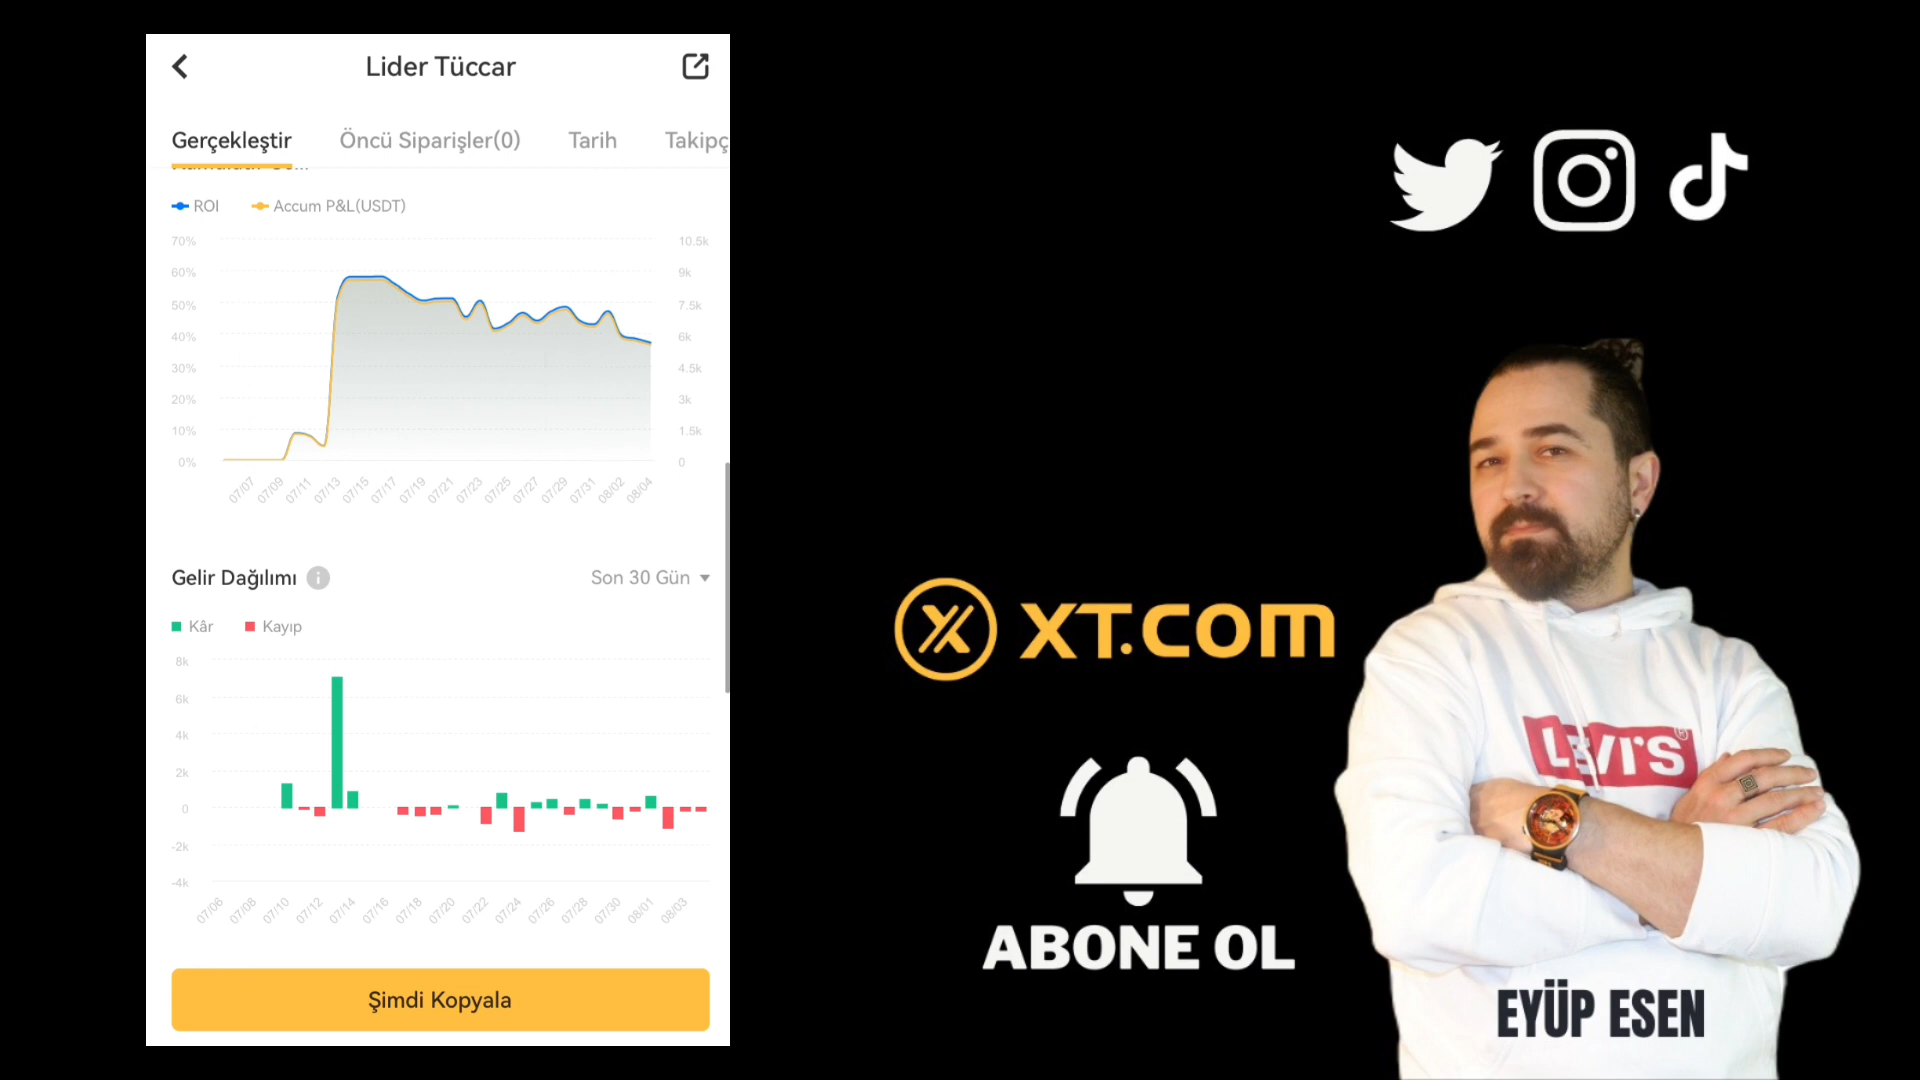 Lider Tüccar
Gerçekleştir Öncü Siparişler(0) Tarih Takipç
ROI Accum P&L(USDT)
70% 10.5k
60% 9k
50% 7.5k
40% 6k
30% 4.5k
20% 3k
10% 1.5k
0% 0
07/07 07/09 07/11 07/13 07/15 07/17 07/19 07/21 07/23 07/25 07/27 07/29 07/31 08/02 08/04
Gelir Dağılımı i Son 30 Gün
Kâr Kayıp
8k
6k
4k
2k
0
-2k
-4k
07/06 07/08 07/10 07/12 07/14 07/16 07/18 07/20 07/22 07/24 07/26 07/28 07/30 08/01 08/03
Şimdi Kopyala
XT.COM
ABONE OL
LEVI'S®
EYÜP ESEN